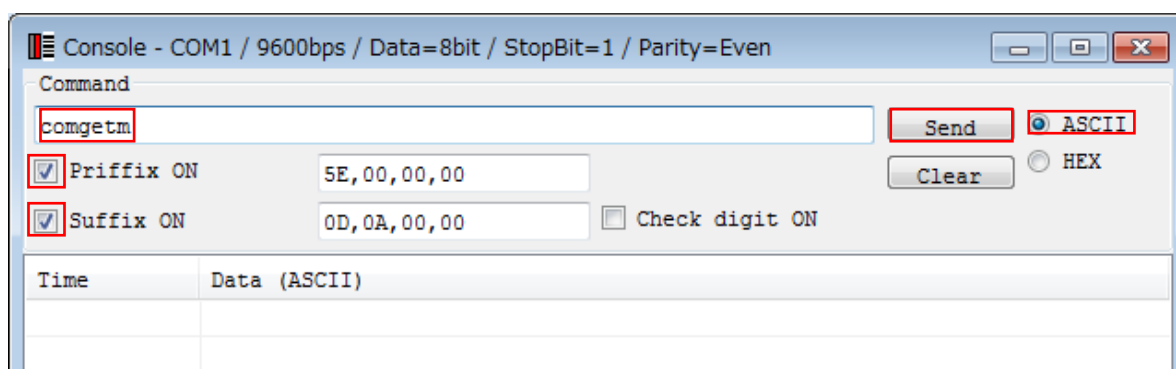 Console - COM1 / 9600bps / Data=8bit / StopBit=1 / Parity=Even
Command
comgetm Send ASCII
Priffix ON 5E,00,00,00 Clear HEX
Suffix ON 0D,0A,00,00 Check digit ON
Time Data (ASCII)